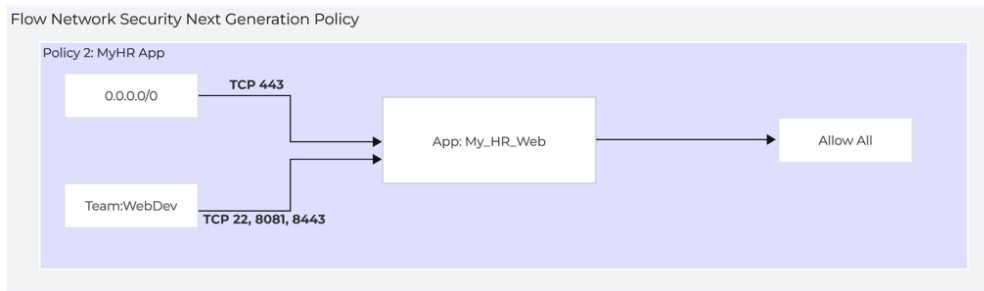 Flow Network Security Next Generation Policy
Policy 2: MyHR App
0.0.0.0/0
TCP 443
App: My_HR_Web
Allow All
Team:WebDev
TCP 22, 8081, 8443